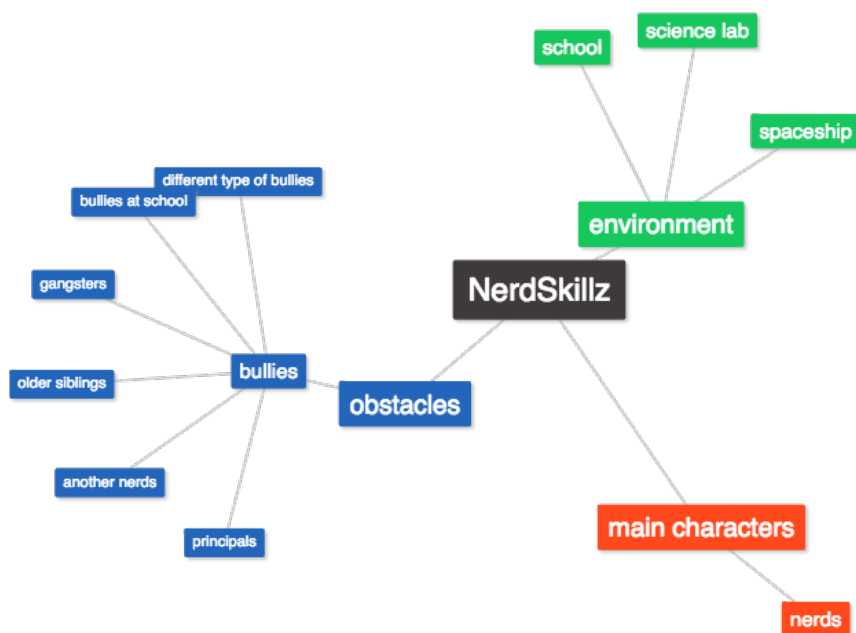 science lab
school
spaceship
different type of bullies
bullies at school
environment
NerdSkillz
gangsters
bullies
older siblings
obstacles
another nerds
main characters
principals
nerds